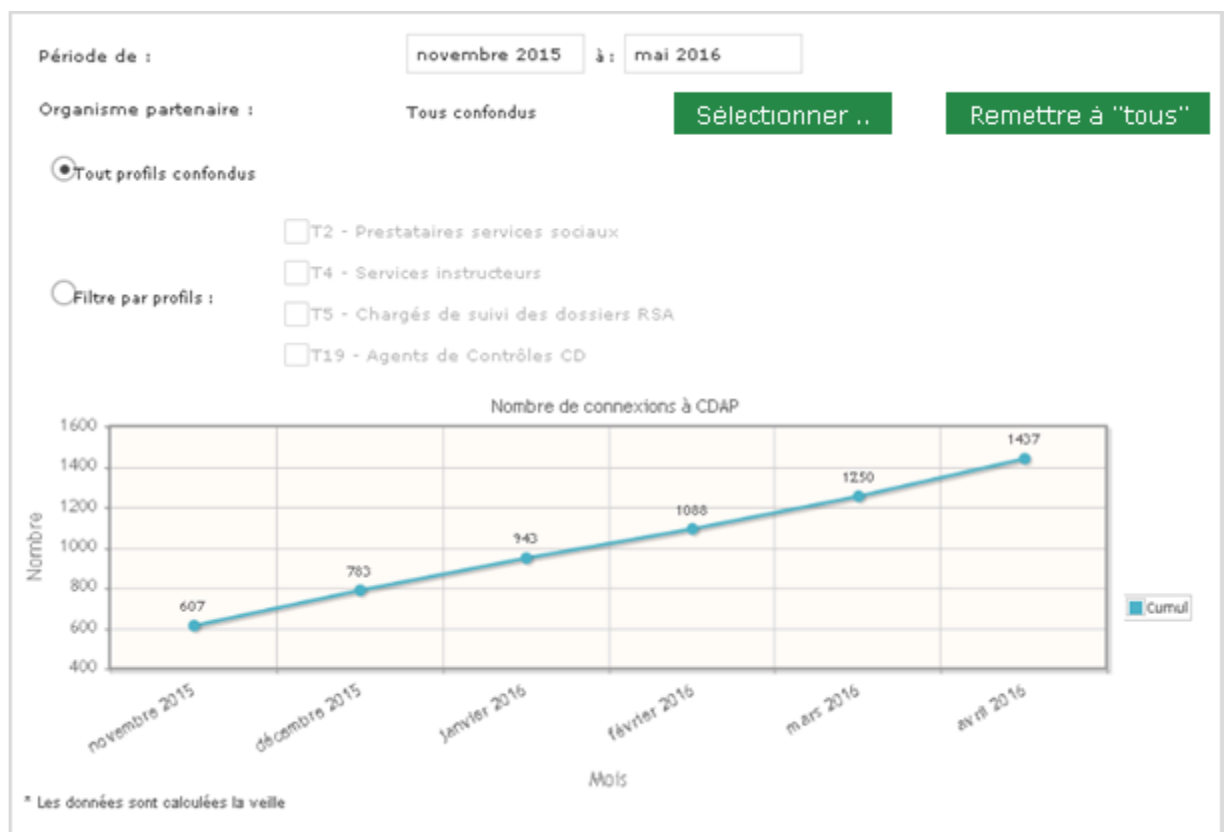 Période de : novembre 2015 à : mai 2016
Organisme partenaire : Tous confondus Sélectionner .. Remettre à "tous"
Tout profils confondus
T2 - Prestataires services sociaux
T4 - Services instructeurs
Filtre par profils :
T5 - Chargés de suivi des dossiers RSA
T19 - Agents de Contrôles CD
Nombre de connexions à CDAP
1600
1400
1200
1000
800
600
400
Nombre
607
783
943
1088
1250
1437
Cumul
novembre 2015
décembre 2015
janvier 2016
février 2016
mars 2016
avril 2016
Mois
* Les données sont calculées la veille